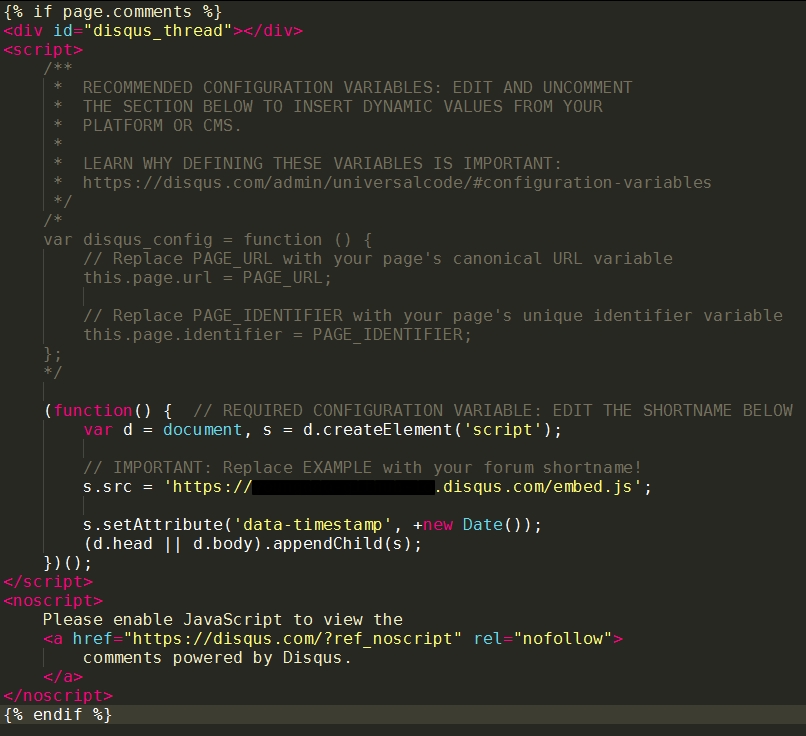 {% if page.comments %}
<div id="disqus_thread"></div>
<script>
/**
* RECOMMENDED CONFIGURATION VARIABLES: EDIT AND UNCOMMENT
* THE SECTION BELOW TO INSERT DYNAMIC VALUES FROM YOUR
* PLATFORM OR CMS.
*
* LEARN WHY DEFINING THESE VARIABLES IS IMPORTANT:
* https://disqus.com/admin/universalcode/#configuration-variables
*/
/*
var disqus_config = function () {
// Replace PAGE_URL with your page's canonical URL variable
this.page.url = PAGE_URL;
// Replace PAGE_IDENTIFIER with your page's unique identifier variable
this.page.identifier = PAGE_IDENTIFIER;
};
*/
(function() {  // REQUIRED CONFIGURATION VARIABLE: EDIT THE SHORTNAME BELOW
var d = document, s = d.createElement('script');
// IMPORTANT: Replace EXAMPLE with your forum shortname!
s.src = 'https:// .disqus.com/embed.js';
s.setAttribute('data-timestamp', +new Date());
(d.head || d.body).appendChild(s);
})();
</script>
<noscript>
Please enable JavaScript to view the
<a href="https://disqus.com/?ref_noscript" rel="nofollow">
comments powered by Disqus.
</a>
</noscript>
{% endif %}